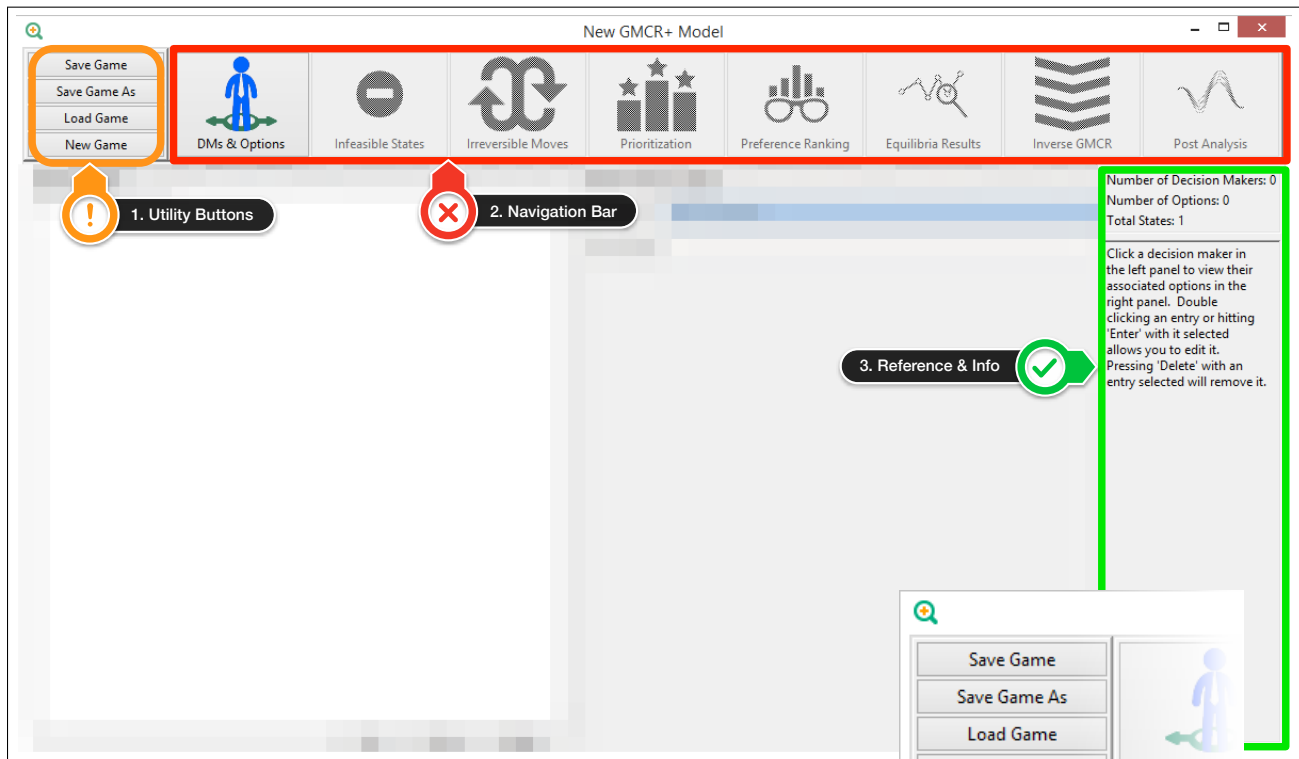 New GMCR+ Model
Save Game
Save Game As
Load Game
New Game
DMs & Options
Infeasible States
Irreversible Moves
Prioritization
Preference Ranking
Equilibria Results
Inverse GMCR
Post Analysis
! 1. Utility Buttons
2. Navigation Bar
Number of Decision Makers: 0
Number of Options: 0
Total States: 1
Click a decision maker in
the left panel to view their
associated options in the
right panel. Double
clicking an entry or hitting
'Enter' with it selected
allows you to edit it.
Pressing 'Delete' with an
entry selected will remove it.
3. Reference & Info
Save Game
Save Game As
Load Game